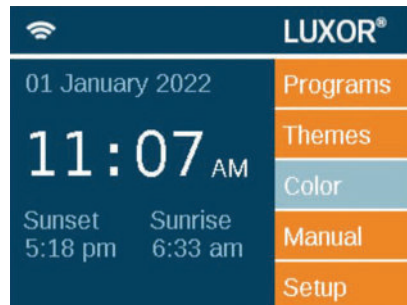 LUXOR®
01 January 2022
11:07 AM
Sunset Sunrise
5:18 pm 6:33 am
Programs
Themes
Color
Manual
Setup